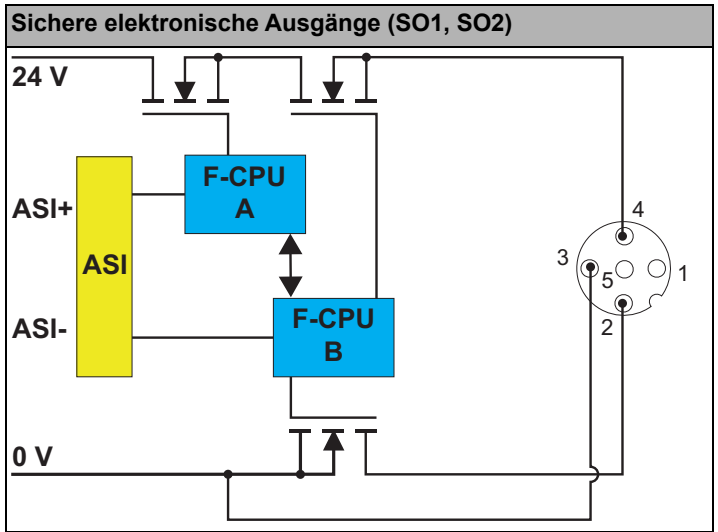 Sichere elektronische Ausgänge (SO1, SO2)
24 V
F-CPU
A
ASI+
ASI
ASI-
F-CPU
B
0 V
4
3
5
1
2